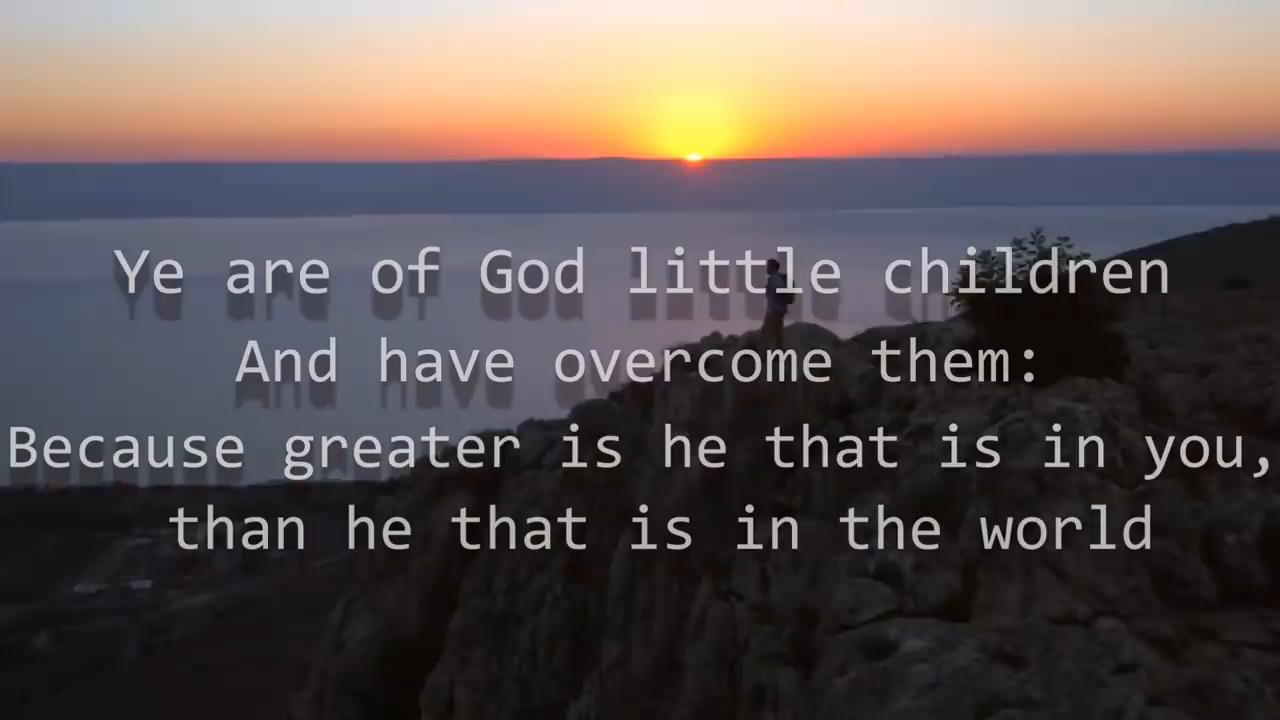 Ye are of God little children
And have overcome them:
Because greater is he that is in you,
than he that is in the world